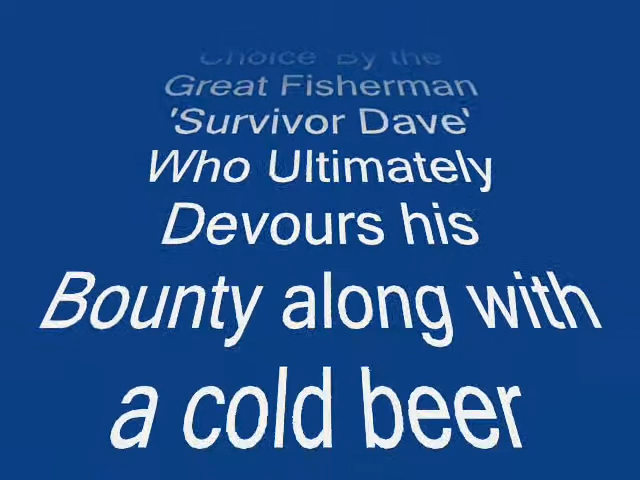 Choice By the
Great Fisherman
'Survivor Dave'
Who Ultimately
Devours his
Bounty along with
a cold beer